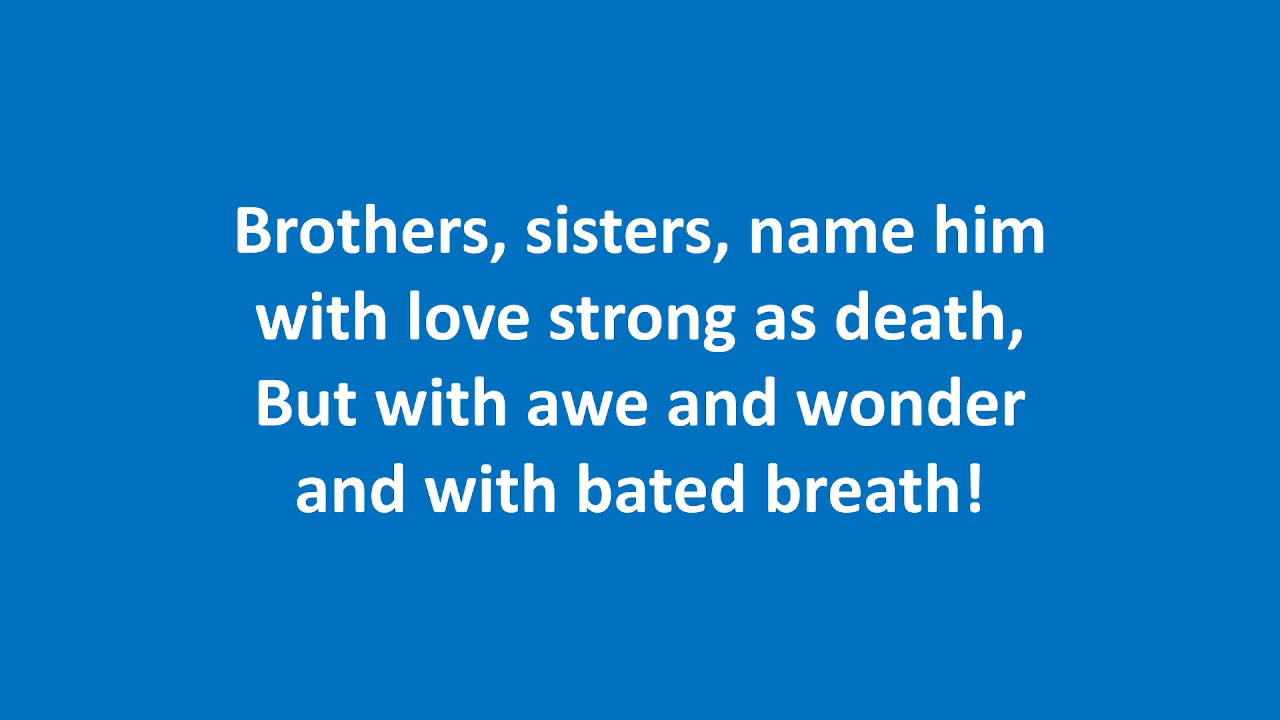 Brothers, sisters, name him
with love strong as death,
But with awe and wonder
and with bated breath!